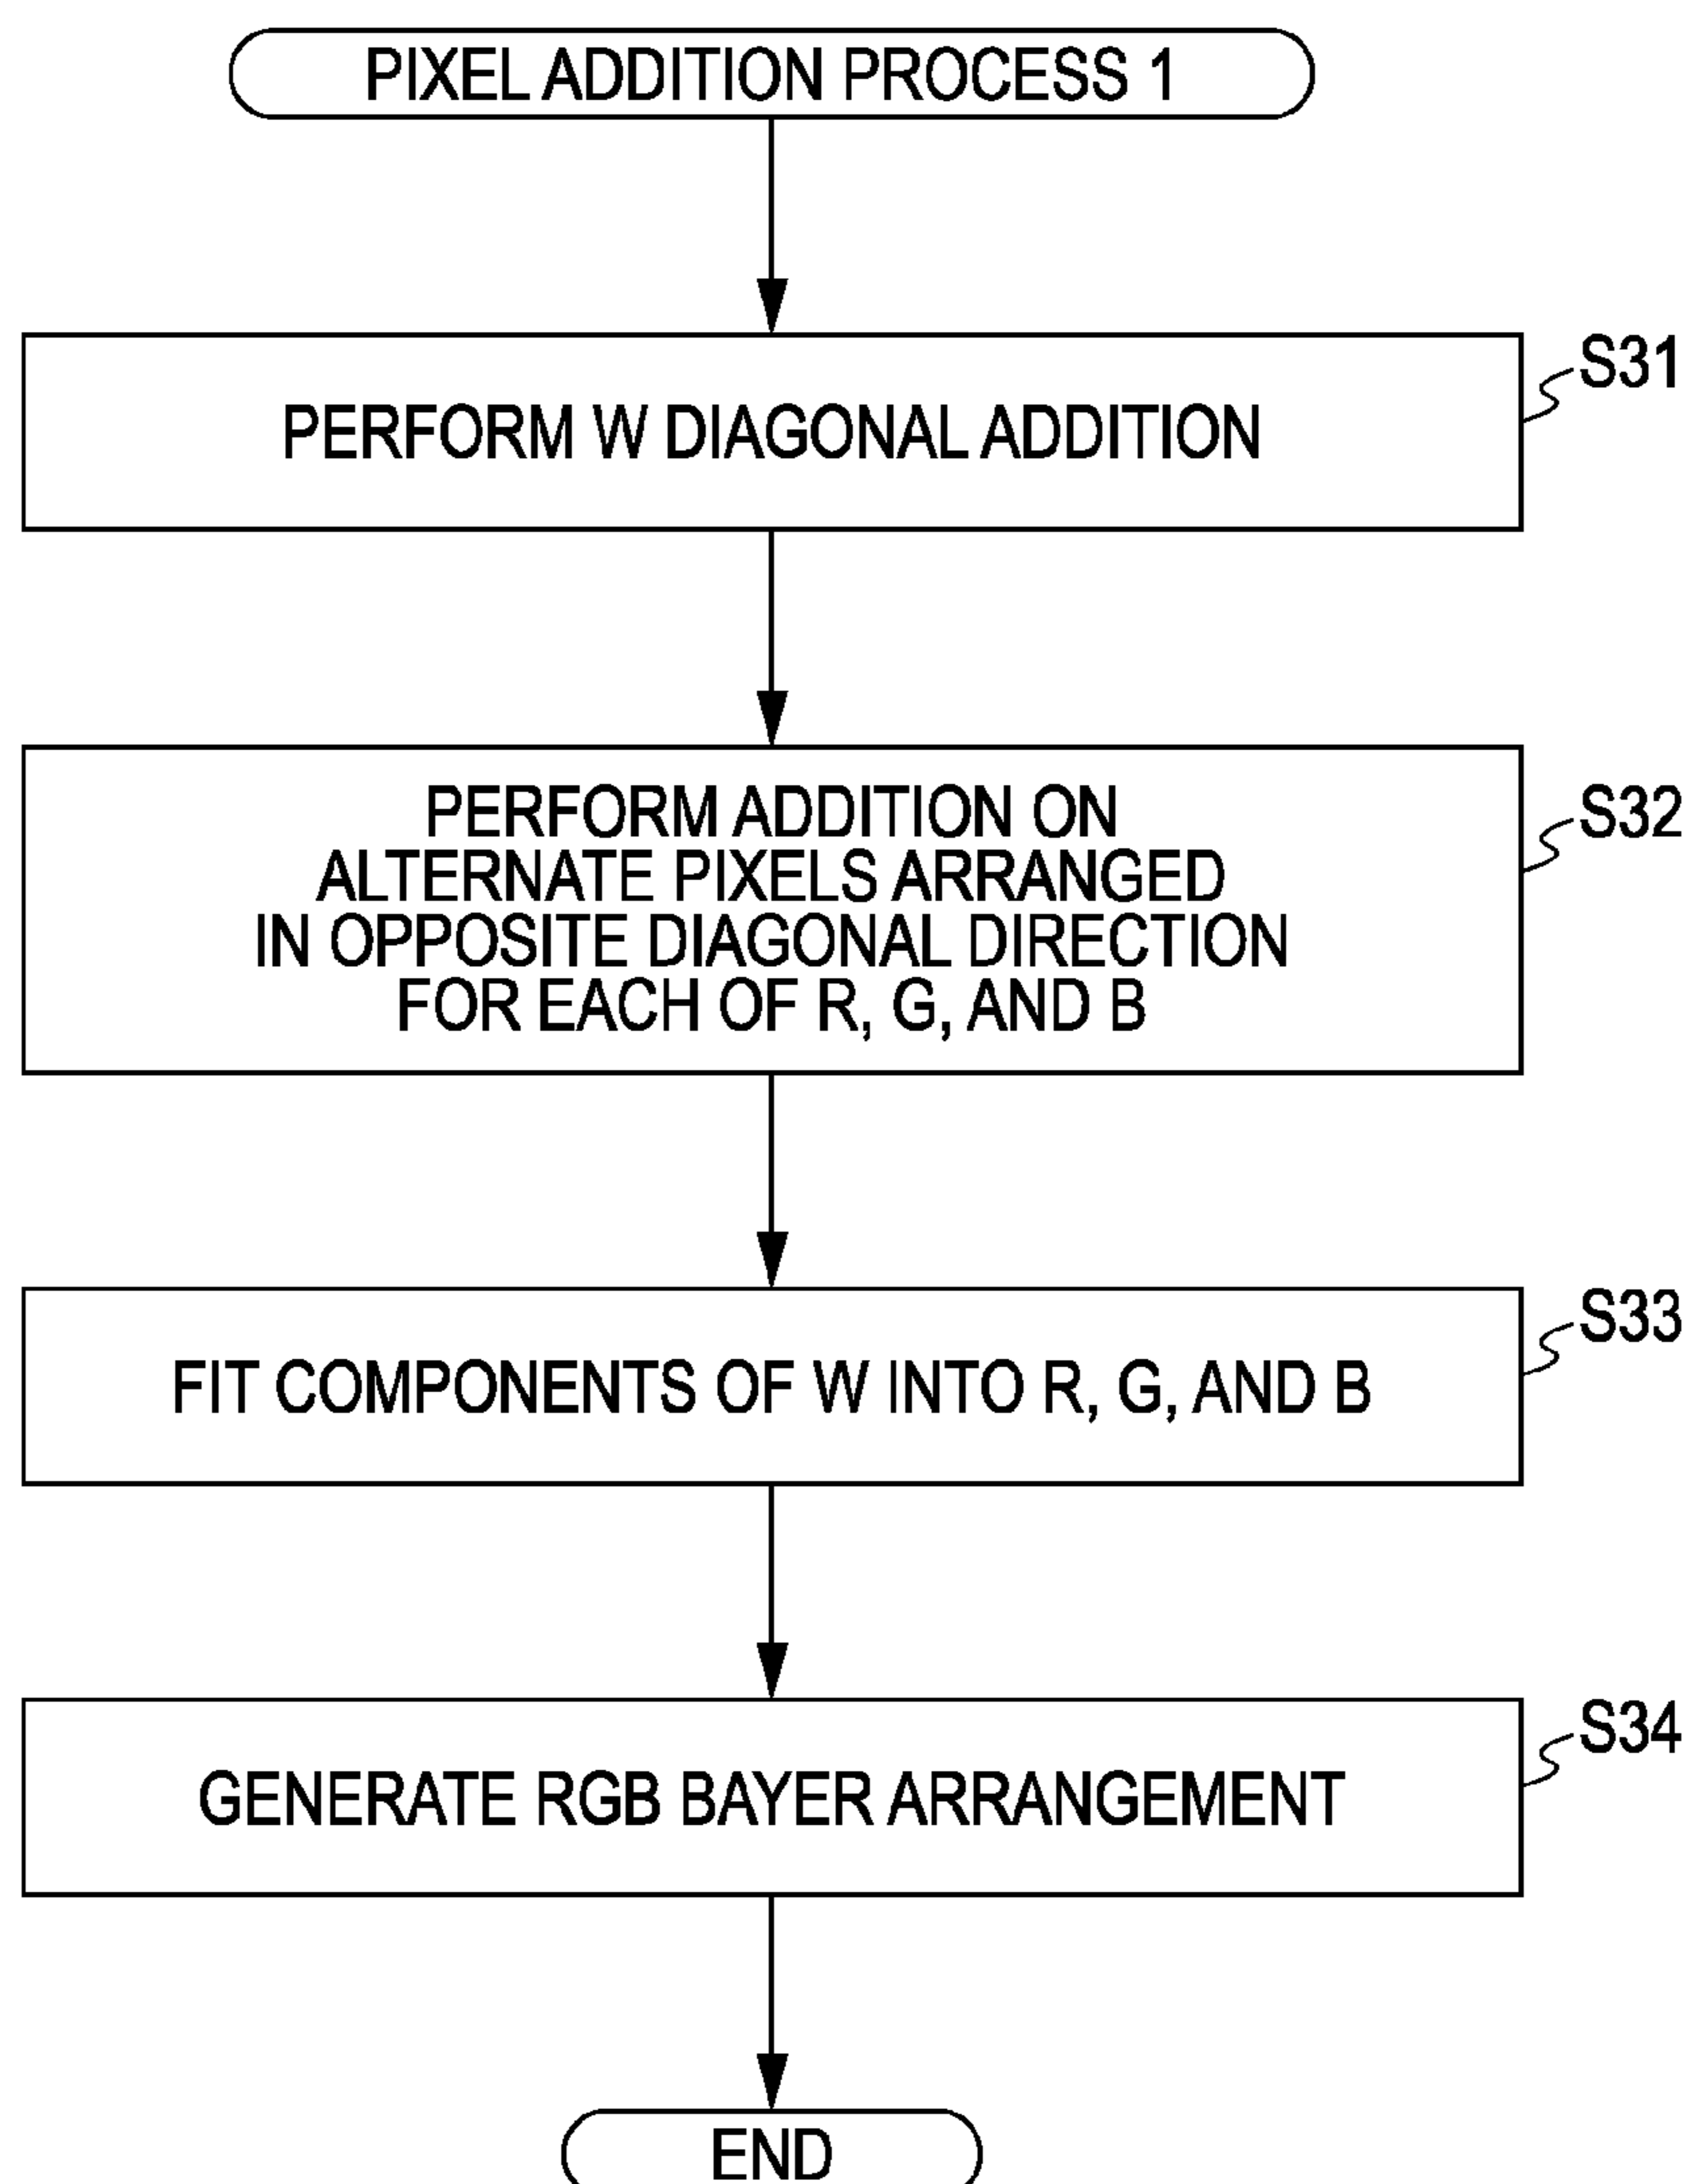 PIXEL ADDITION PROCESS 1
S31
PERFORM W DIAGONAL ADDITION
S32
PERFORM ADDITION ON
ALTERNATE PIXELS ARRANGED
IN OPPOSITE DIAGONAL DIRECTION
FOR EACH OF R, G, AND B
S33
FIT COMPONENTS OF W INTO R, G, AND B
S34
GENERATE RGB BAYER ARRANGEMENT
END